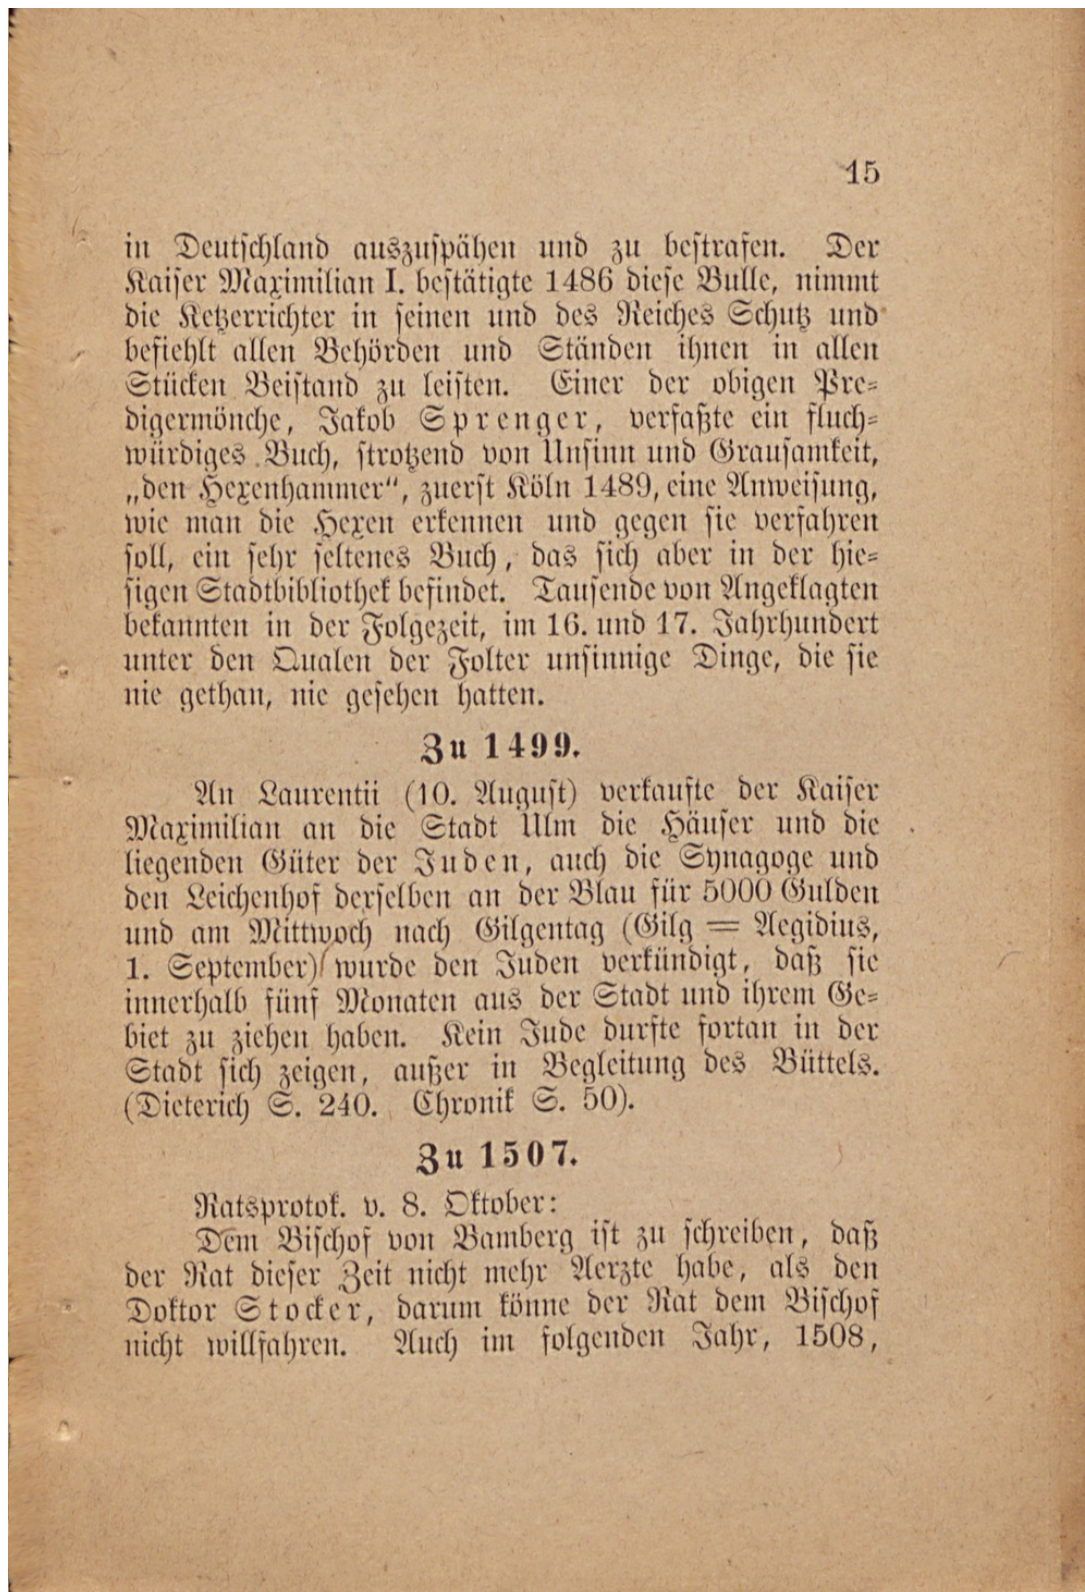 15
in Deutschland auszuspähen und zu bestrafen. Der
Kaiser Maximilian I. bestätigte 1486 diese Bulle, nimmt
die Ketzerrichter in seinen und des Reiches Schutz und
befiehlt allen Behörden und Ständen ihnen in allen
Stücken Beistand zu leisten. Einer der obigen Pre-
digermönche, Jakob Sprenger, verfaßte ein fluch-
würdiges Buch, strotzend von Unsinn und Grausamkeit,
„den Hexenhammer“, zuerst Köln 1489, eine Anweisung,
wie man die Hexen erkennen und gegen sie verfahren
soll, ein sehr seltenes Buch, das sich aber in der hie-
sigen Stadtbibliothek befindet. Tausende von Angeklagten
bekannten in der Folgezeit, im 16. und 17. Jahrhundert
unter den Qualen der Folter unsinnige Dinge, die sie
nie gethan, nie gesehen hatten.
Zu 1499.
An Laurentii (10. August) verkaufte der Kaiser
Maximilian an die Stadt Ulm die Häuser und die
liegenden Güter der Juden, auch die Synagoge und
den Leichenhof derselben an der Blau für 5000 Gulden
und am Mittwoch nach Gilgentag (Gilg = Aegidius,
1. September) wurde den Juden verkündigt, daß sie
innerhalb fünf Monaten aus der Stadt und ihrem Ge-
biet zu ziehen haben. Kein Jude durfte fortan in der
Stadt sich zeigen, außer in Begleitung des Büttels.
(Dieterich S. 240. Chronik S. 50).
Zu 1507.
Ratsprotok. v. 8. Oktober:
Dem Bischof von Bamberg ist zu schreiben, daß
der Rat dieser Zeit nicht mehr Aerzte habe, als den
Doktor Stocker, darum könne der Rat dem Bischof
nicht willfahren. Auch im folgenden Jahr, 1508,